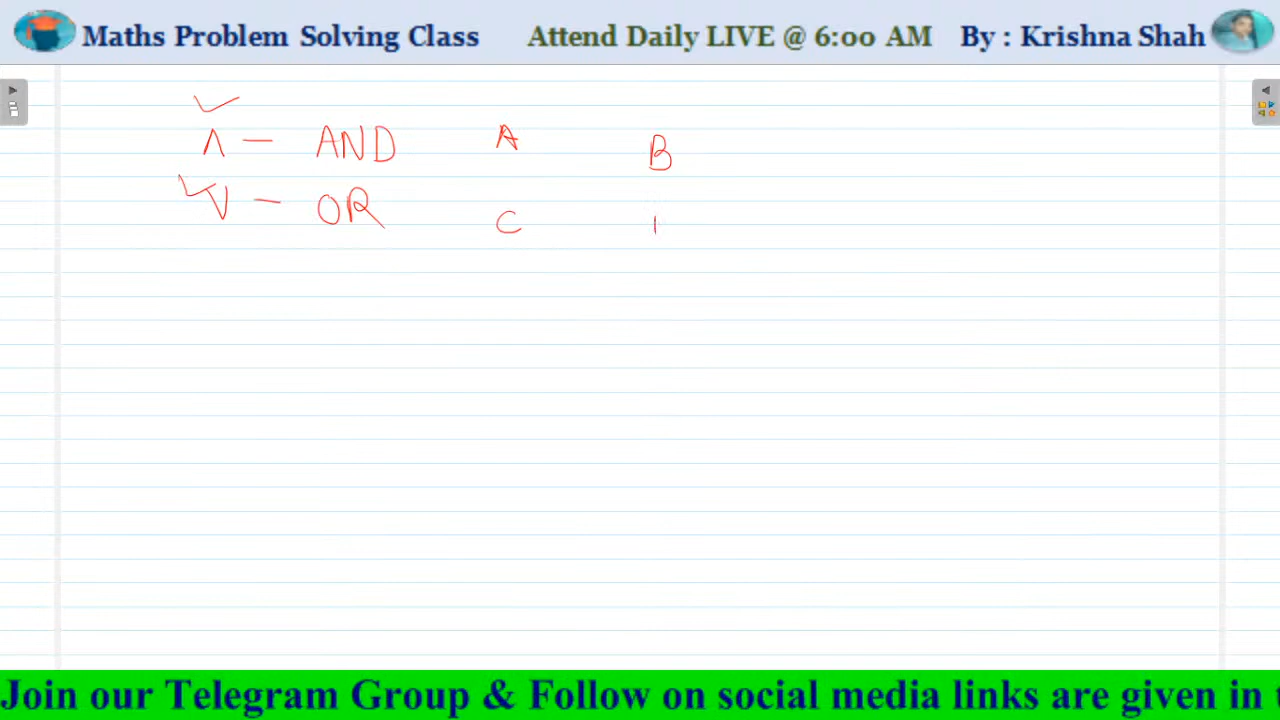 Maths Problem Solving Class Attend Daily LIVE @ 6:00 AM By : Krishna Shah
∧ — AND A B
∨ — OR C
Join our Telegram Group & Follow on social media links are given in